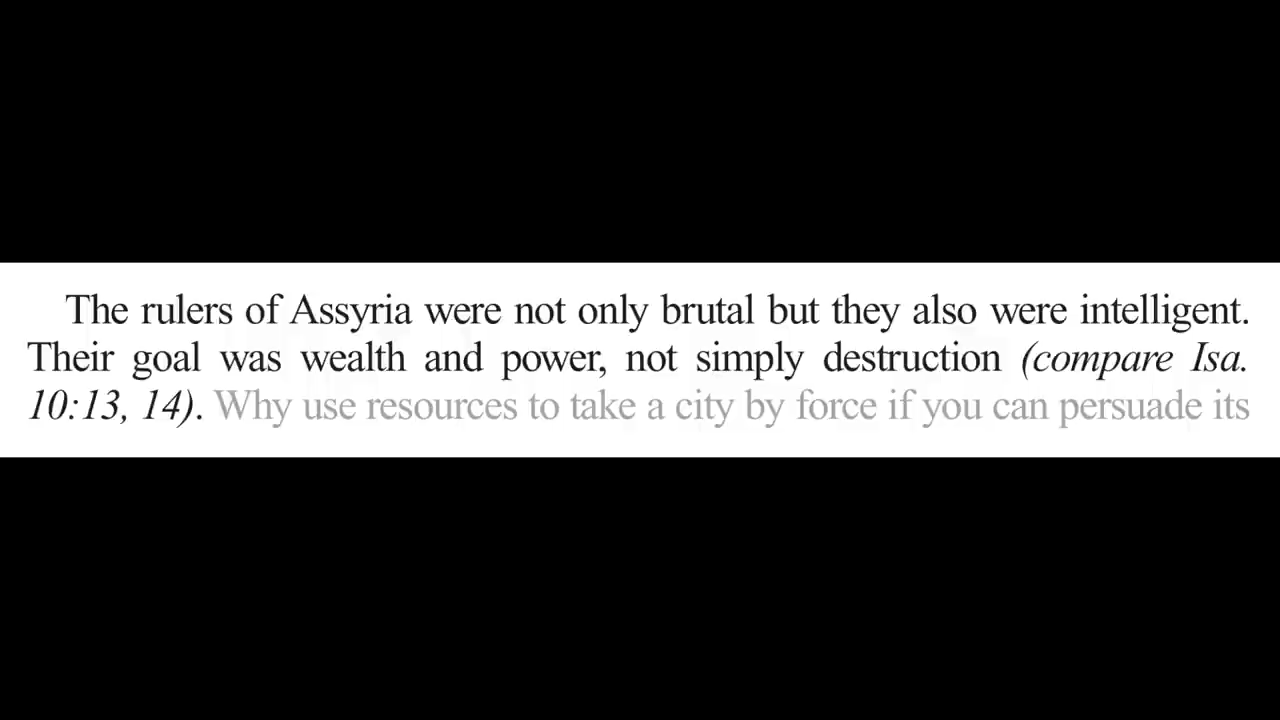 The rulers of Assyria were not only brutal but they also were intelligent.
Their goal was wealth and power, not simply destruction (compare Isa.
10:13, 14). Why use resources to take a city by force if you can persuade its